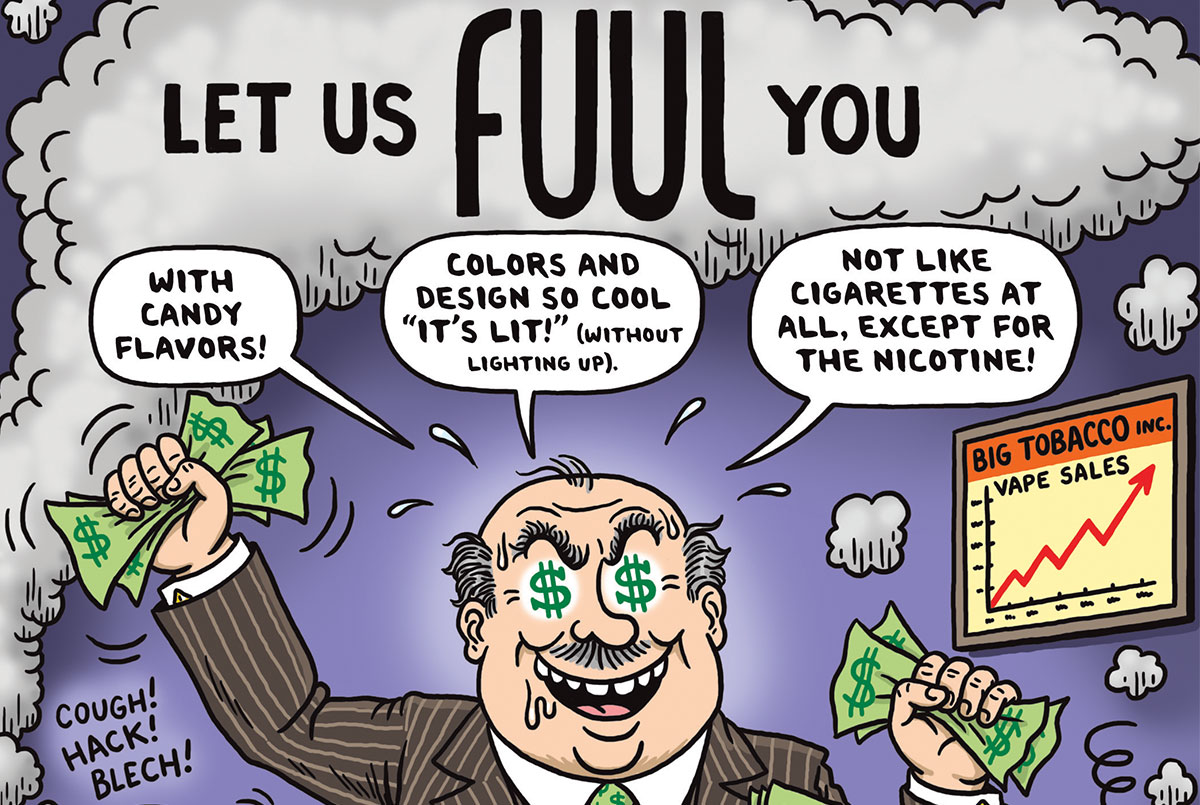 LET US FUUL YOU
WITH
CANDY
FLAVORS!
COLORS AND
DESIGN SO COOL
“IT’S LIT!” (WITHOUT
LIGHTING UP).
NOT LIKE
CIGARETTES AT
ALL, EXCEPT FOR
THE NICOTINE!
$
$
$
BIG TOBACCO INC.
VAPE SALES
$ $
$
$
COUGH!
HACK!
BLECH!
$